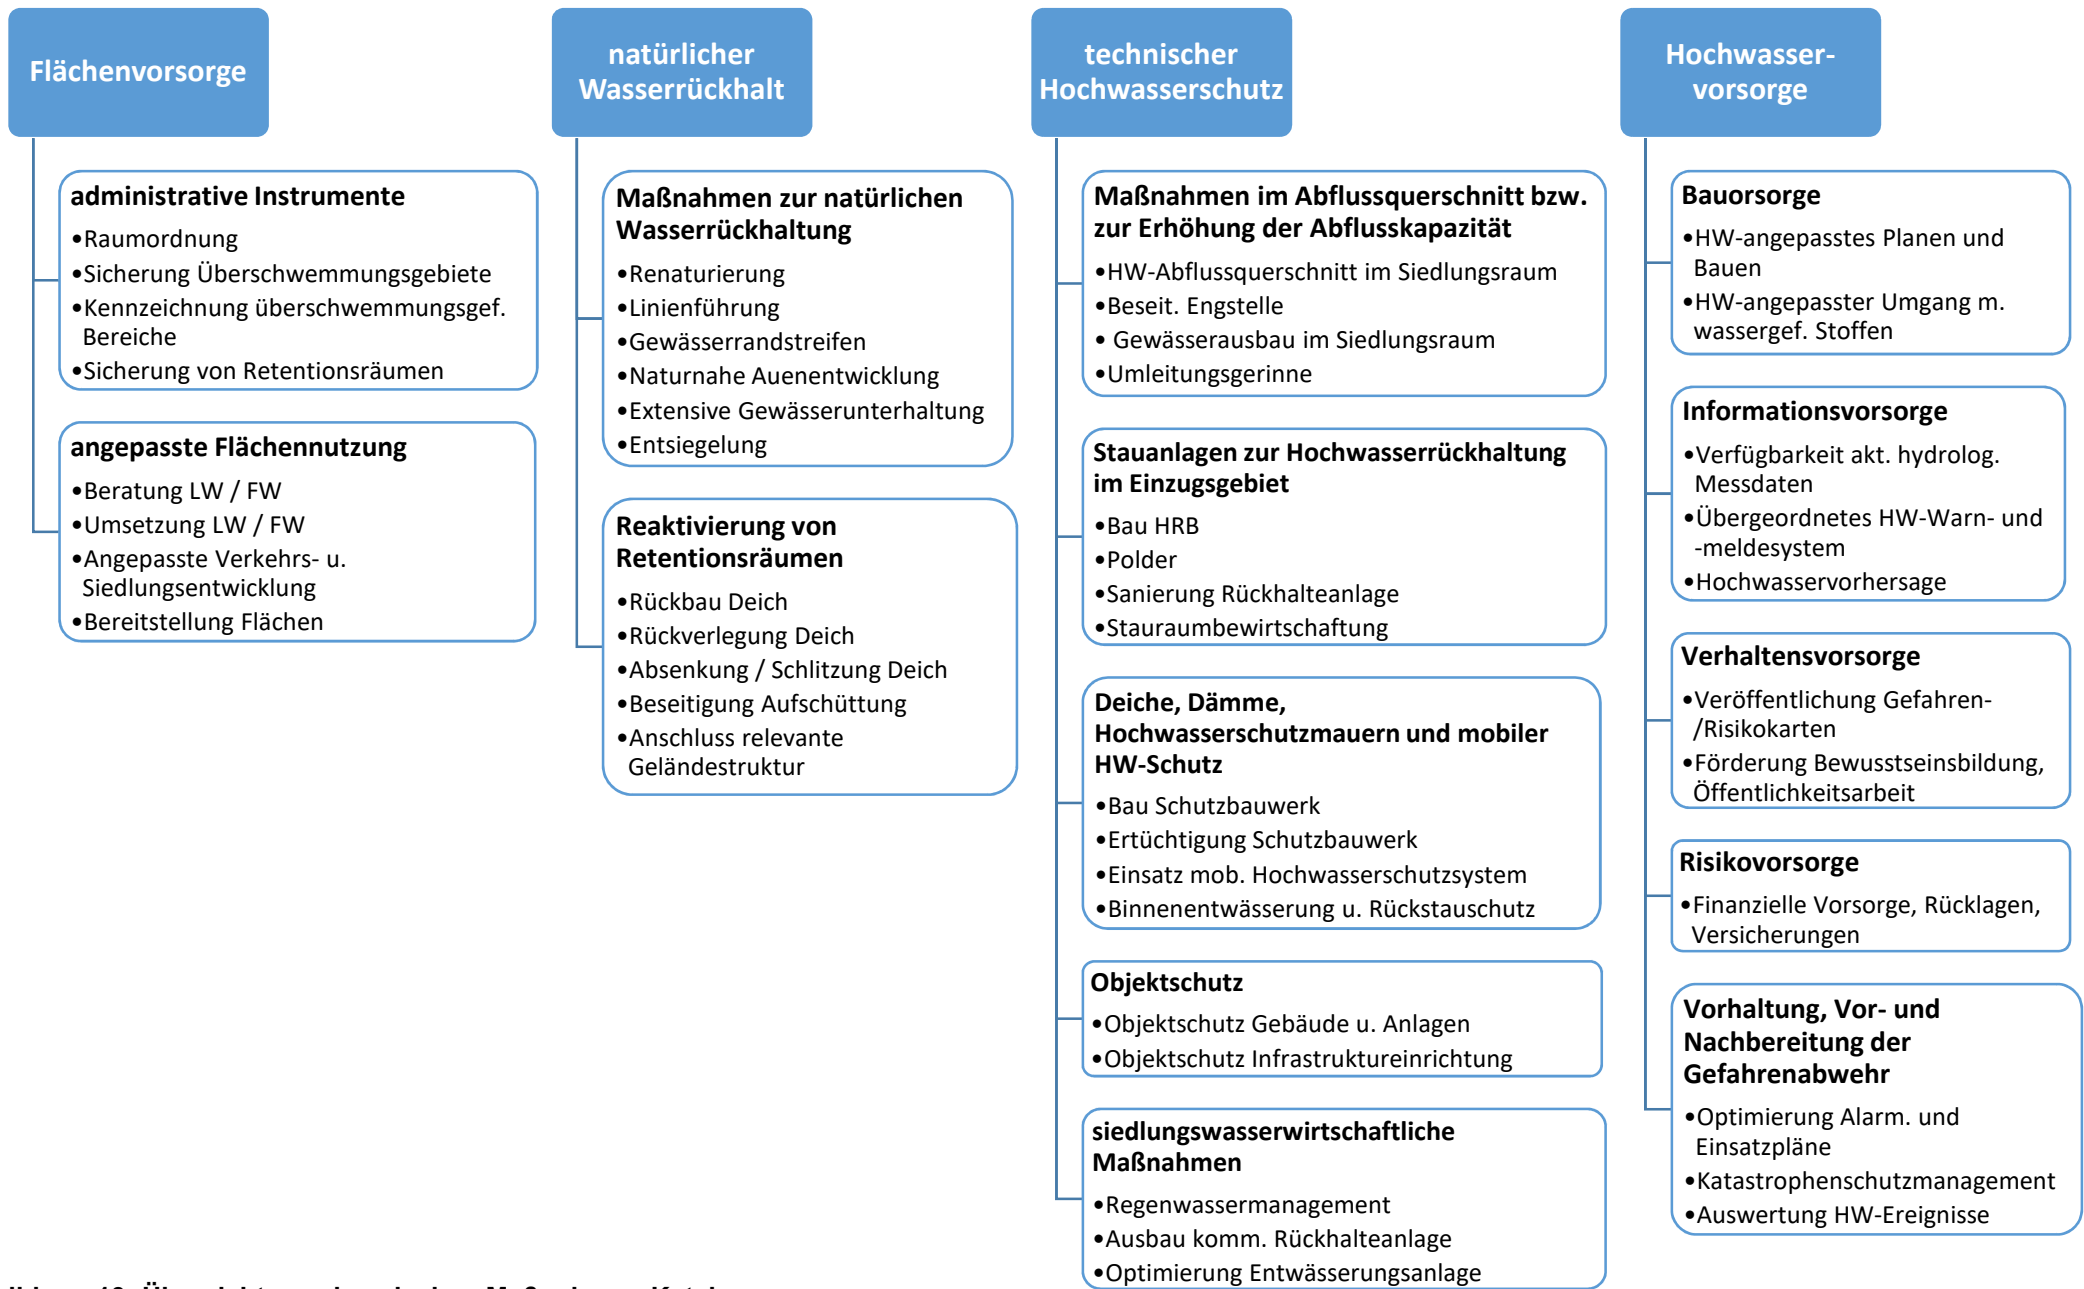 Flächenvorsorge
administrative Instrumente
•Raumordnung
•Sicherung Überschwemmungsgebiete
•Kennzeichnung überschwemmungsgef.
Bereiche
•Sicherung von Retentionsräumen
angepasste Flächennutzung
•Beratung LW / FW
•Umsetzung LW / FW
•Angepasste Verkehrs- u.
Siedlungsentwicklung
•Bereitstellung Flächen
natürlicher
Wasserrückhalt
Maßnahmen zur natürlichen
Wasserrückhaltung
•Renaturierung
•Linienführung
•Gewässerrandstreifen
•Naturnahe Auenentwicklung
•Extensive Gewässerunterhaltung
•Entsiegelung
Reaktivierung von
Retentionsräumen
•Rückbau Deich
•Rückverlegung Deich
•Absenkung / Schlitzung Deich
•Beseitigung Aufschüttung
•Anschluss relevante
Geländestruktur
technischer
Hochwasserschutz
Maßnahmen im Abflussquerschnitt bzw.
zur Erhöhung der Abflusskapazität
•HW-Abflussquerschnitt im Siedlungsraum
•Beseit. Engstelle
• Gewässerausbau im Siedlungsraum
•Umleitungsgerinne
Stauanlagen zur Hochwasserrückhaltung
im Einzugsgebiet
•Bau HRB
•Polder
•Sanierung Rückhalteanlage
•Stauraumbewirtschaftung
Deiche, Dämme,
Hochwasserschutzmauern und mobiler
HW-Schutz
•Bau Schutzbauwerk
•Ertüchtigung Schutzbauwerk
•Einsatz mob. Hochwasserschutzsystem
•Binnenentwässerung u. Rückstauschutz
Objektschutz
•Objektschutz Gebäude u. Anlagen
•Objektschutz Infrastruktureinrichtung
siedlungswasserwirtschaftliche
Maßnahmen
•Regenwassermanagement
•Ausbau komm. Rückhalteanlage
•Optimierung Entwässerungsanlage
Hochwasser-
vorsorge
Bauorsorge
•HW-angepasstes Planen und
Bauen
•HW-angepasster Umgang m.
wassergef. Stoffen
Informationsvorsorge
•Verfügbarkeit akt. hydrolog.
Messdaten
•Übergeordnetes HW-Warn- und
-meldesystem
•Hochwasservorhersage
Verhaltensvorsorge
•Veröffentlichung Gefahren-
/Risikokarten
•Förderung Bewusstseinsbildung,
Öffentlichkeitsarbeit
Risikovorsorge
•Finanzielle Vorsorge, Rücklagen,
Versicherungen
Vorhaltung, Vor- und
Nachbereitung der
Gefahrenabwehr
•Optimierung Alarm. und
Einsatzpläne
•Katastrophenschutzmanagement
•Auswertung HW-Ereignisse